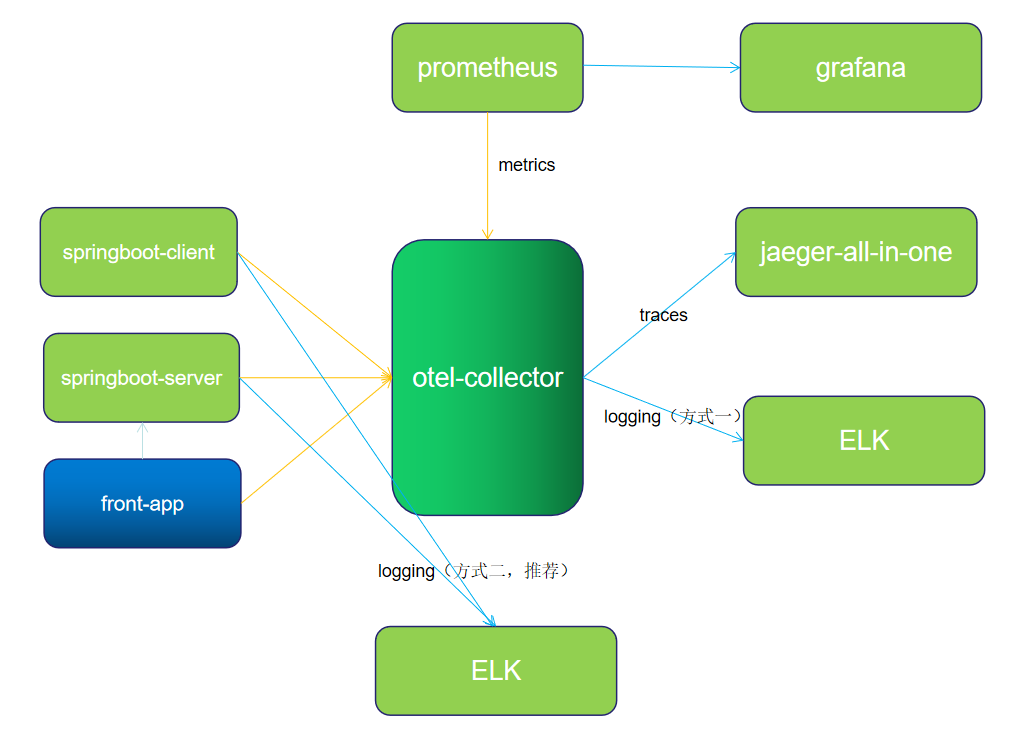 prometheus
grafana
metrics
springboot-client
jaeger-all-in-one
traces
springboot-server
otel-collector
logging（方式一）
ELK
front-app
logging（方式二，推荐）
ELK